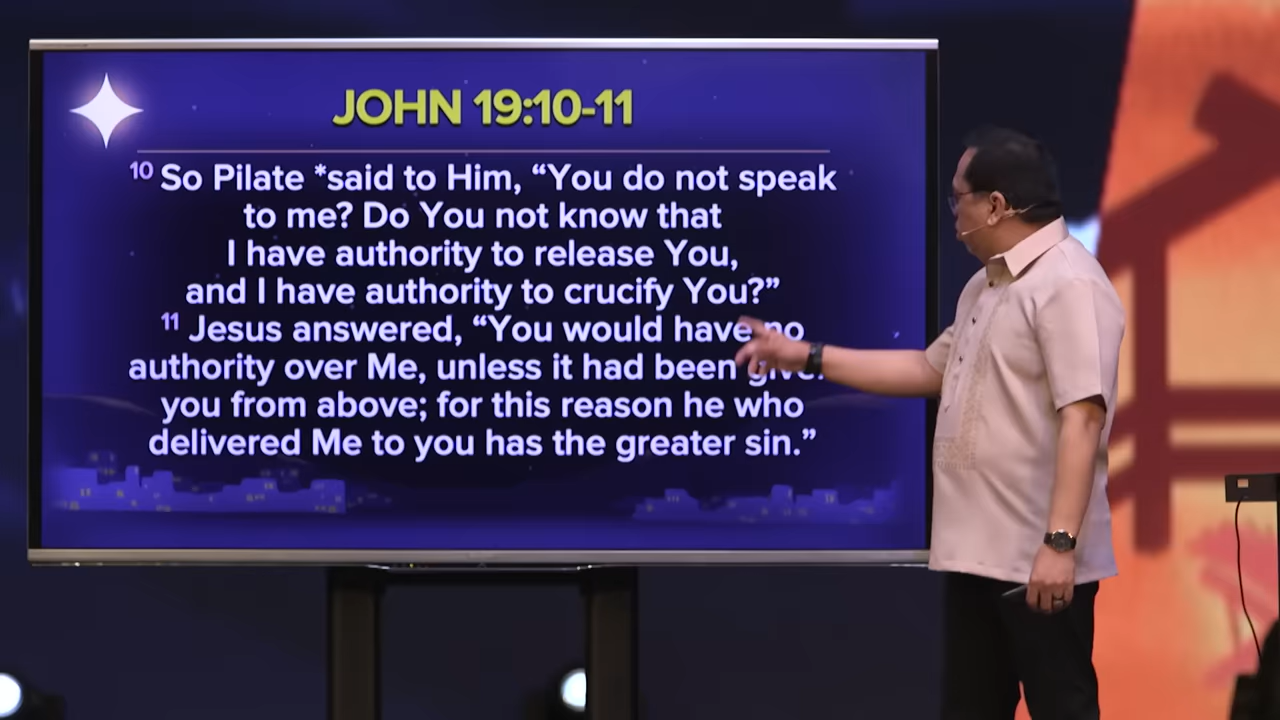 JOHN 19:10-11
10 So Pilate *said to Him, “You do not speak
to me? Do You not know that
I have authority to release You,
and I have authority to crucify You?”
11 Jesus answered, “You would have no
authority over Me, unless it had been
you from above; for this reason he who
delivered Me to you has the greater sin.”